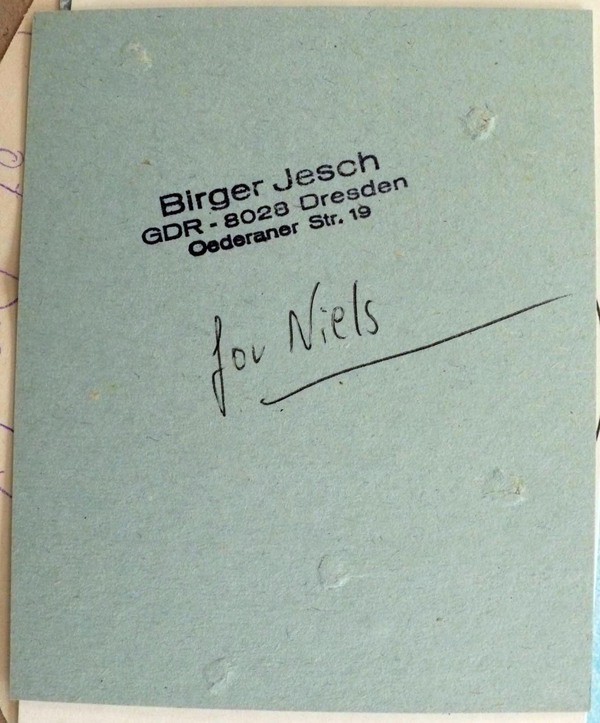 Birger Jesch
GDR - 8028 Dresden
Oederaner Str. 19
for Niels